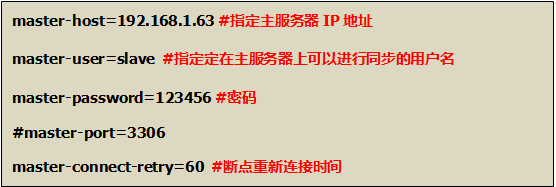 master-host=192.168.1.63 #指定主服务器 IP 地址
master-user=slave #指定定在主服务器上可以进行同步的用户名
master-password=123456 #密码
#master-port=3306
master-connect-retry=60 #断点重新连接时间